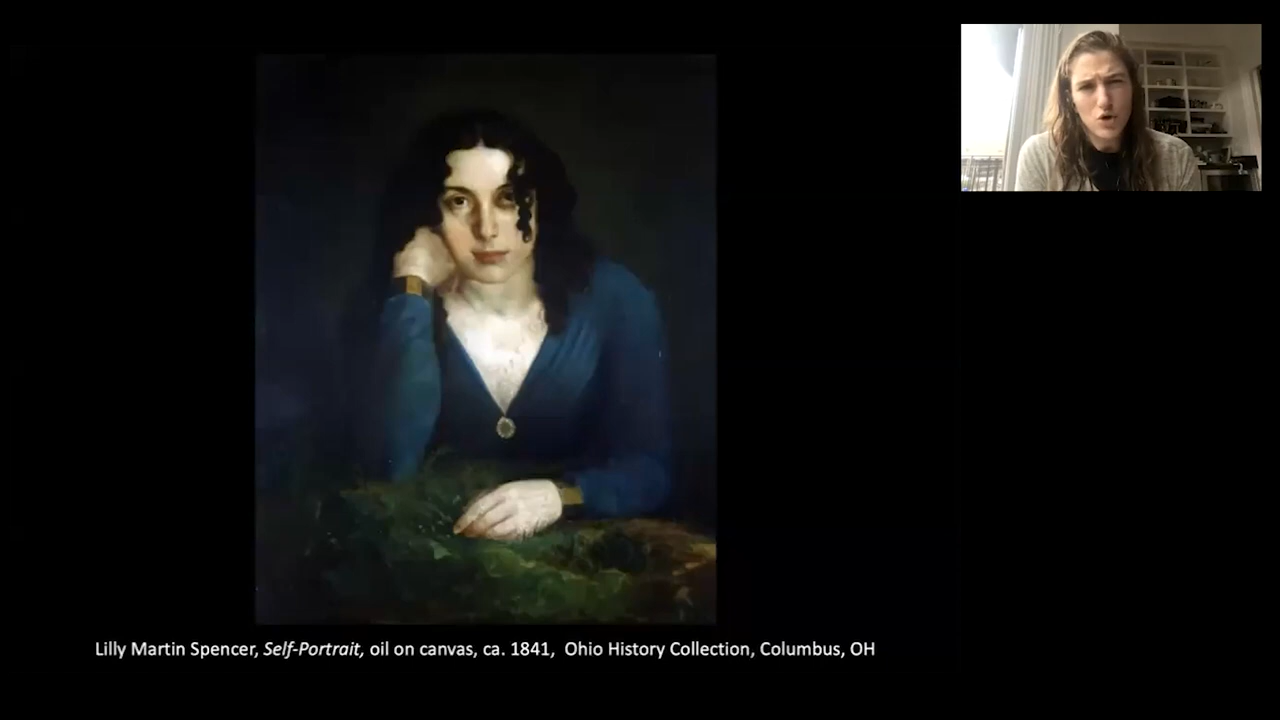 Lilly Martin Spencer, Self-Portrait, oil on canvas, ca. 1841, Ohio History Collection, Columbus, OH